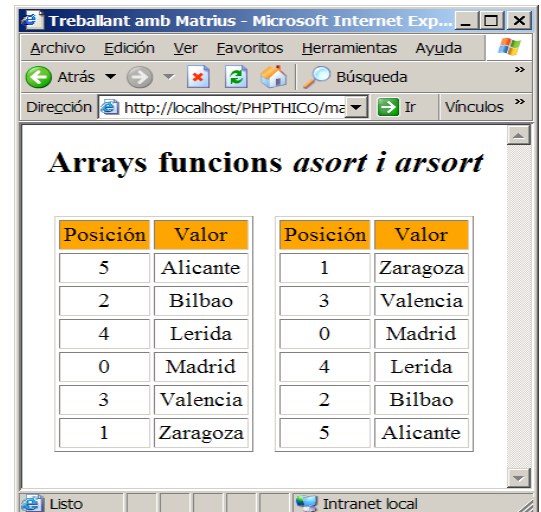 Treballant amb Matrius - Microsoft Internet Exp...
Archivo Edición Ver Favoritos Herramientas Ayuda
Atrás Búsqueda »
Dirección http://localhost/PHPTHICO/ma Ir Vínculos »
Arrays funcions asort i arsort
Posición Valor Posición Valor
5 Alicante 1 Zaragoza
2 Bilbao 3 Valencia
4 Lerida 0 Madrid
0 Madrid 4 Lerida
3 Valencia 2 Bilbao
1 Zaragoza 5 Alicante
Listo Intranet local